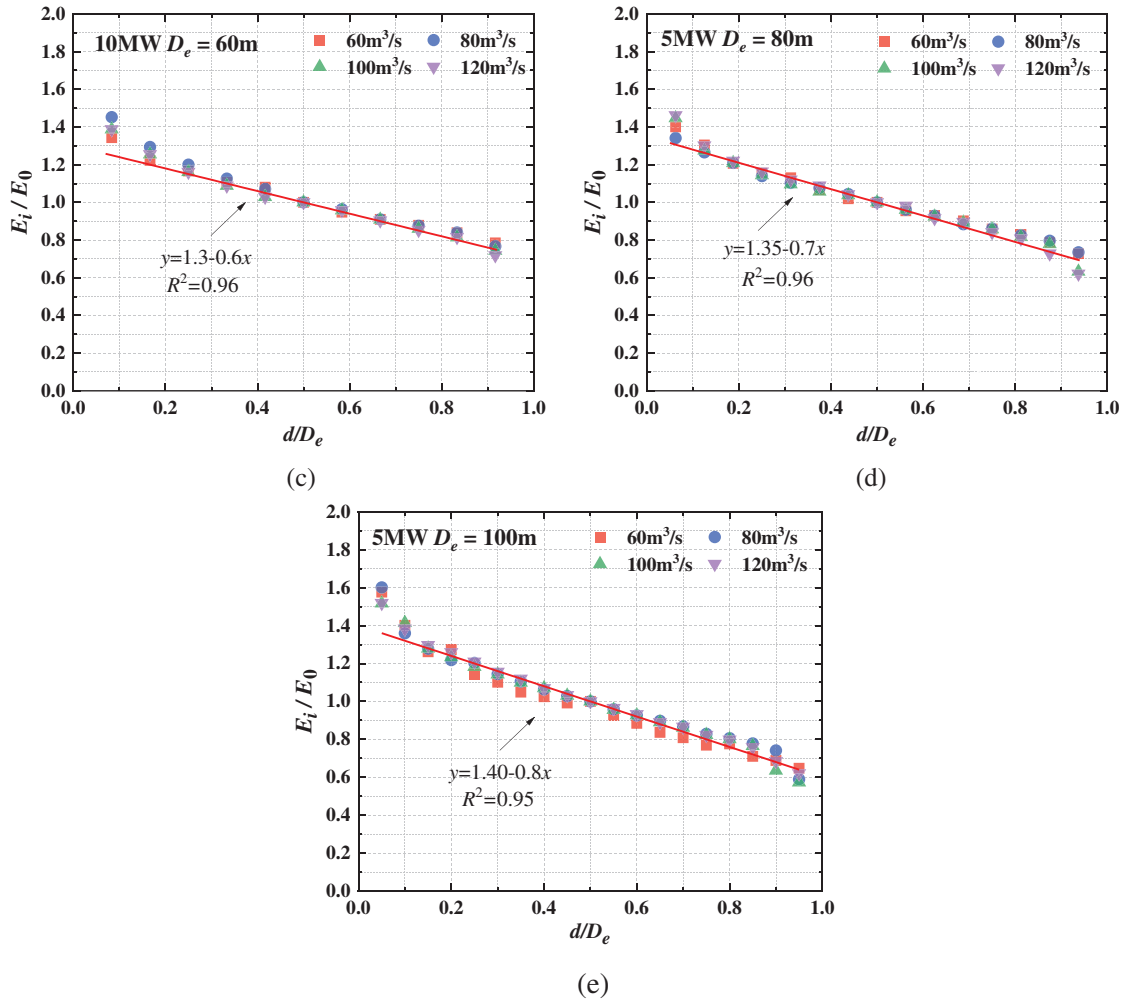 10MW Dₑ = 60m
60m³/s 80m³/s
100m³/s 120m³/s
2.0
1.8
1.6
1.4
1.2
1.0
0.8
0.6
0.4
0.2
0.0
Eᵢ / E₀
y=1.3-0.6x
R²=0.96
0.0 0.2 0.4 0.6 0.8 1.0
d/Dₑ
(c)
5MW Dₑ = 80m
60m³/s 80m³/s
100m³/s 120m³/s
2.0
1.8
1.6
1.4
1.2
1.0
0.8
0.6
0.4
0.2
0.0
Eᵢ / E₀
y=1.35-0.7x
R²=0.96
0.0 0.2 0.4 0.6 0.8 1.0
d/Dₑ
(d)
5MW Dₑ = 100m
60m³/s 80m³/s
100m³/s 120m³/s
2.0
1.8
1.6
1.4
1.2
1.0
0.8
0.6
0.4
0.2
0.0
Eᵢ / E₀
y=1.40-0.8x
R²=0.95
0.0 0.2 0.4 0.6 0.8 1.0
d/Dₑ
(e)